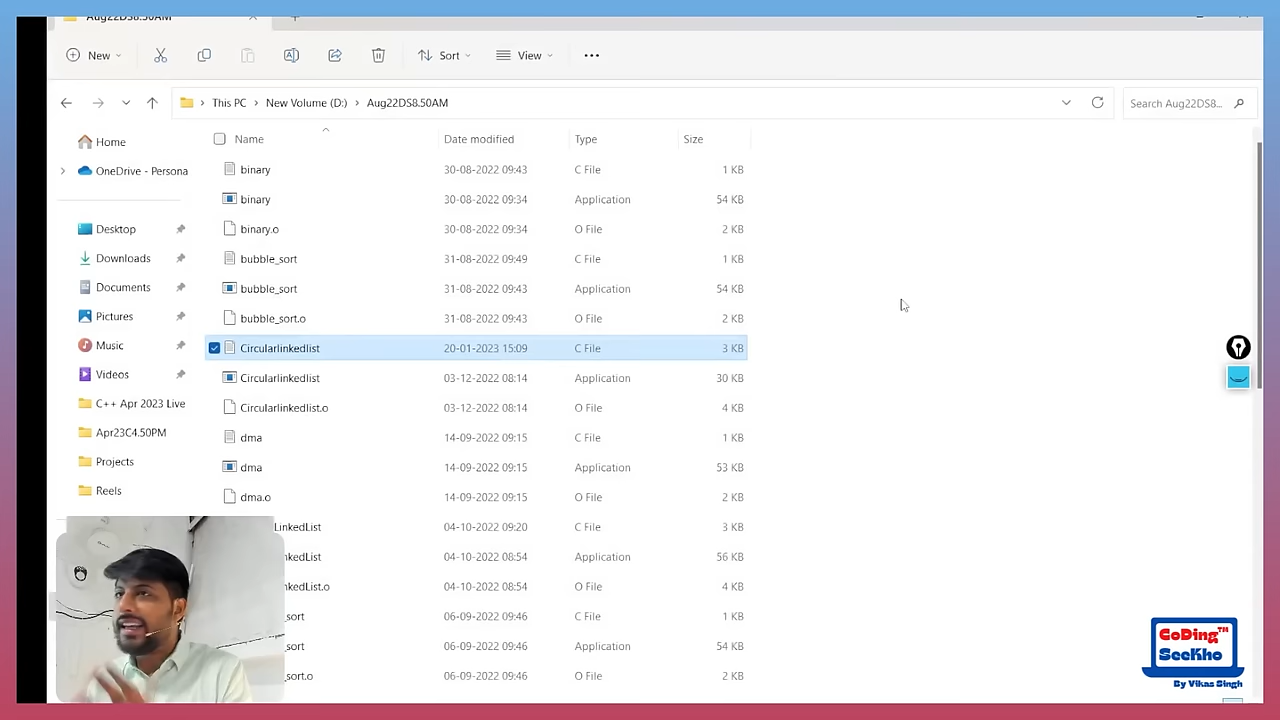 Aug22DS8.50AM
New
Sort
View
This PC > New Volume (D:) > Aug22DS8.50AM
Search Aug22DS8...
Name Date modified Type Size
Home
OneDrive - Persona
Desktop
Downloads
Documents
Pictures
Music
Videos
C++ Apr 2023 Live
Apr23C4.50PM
Projects
Reels
binary 30-08-2022 09:43 C File 1 KB
binary 30-08-2022 09:34 Application 54 KB
binary.o 30-08-2022 09:34 O File 2 KB
bubble_sort 31-08-2022 09:49 C File 1 KB
bubble_sort 31-08-2022 09:43 Application 54 KB
bubble_sort.o 31-08-2022 09:43 O File 2 KB
Circularlinkedlist 20-01-2023 15:09 C File 3 KB
Circularlinkedlist 03-12-2022 08:14 Application 30 KB
Circularlinkedlist.o 03-12-2022 08:14 O File 4 KB
dma 14-09-2022 09:15 C File 1 KB
dma 14-09-2022 09:15 Application 53 KB
dma.o 14-09-2022 09:15 O File 2 KB
LinkedList 04-10-2022 09:20 C File 3 KB
kedList 04-10-2022 08:54 Application 56 KB
kedList.o 04-10-2022 08:54 O File 4 KB
_sort 06-09-2022 09:46 C File 1 KB
_sort 06-09-2022 09:46 Application 54 KB
_sort.o 06-09-2022 09:46 O File 2 KB
CoDing™
SeeKho
By Vikas Singh